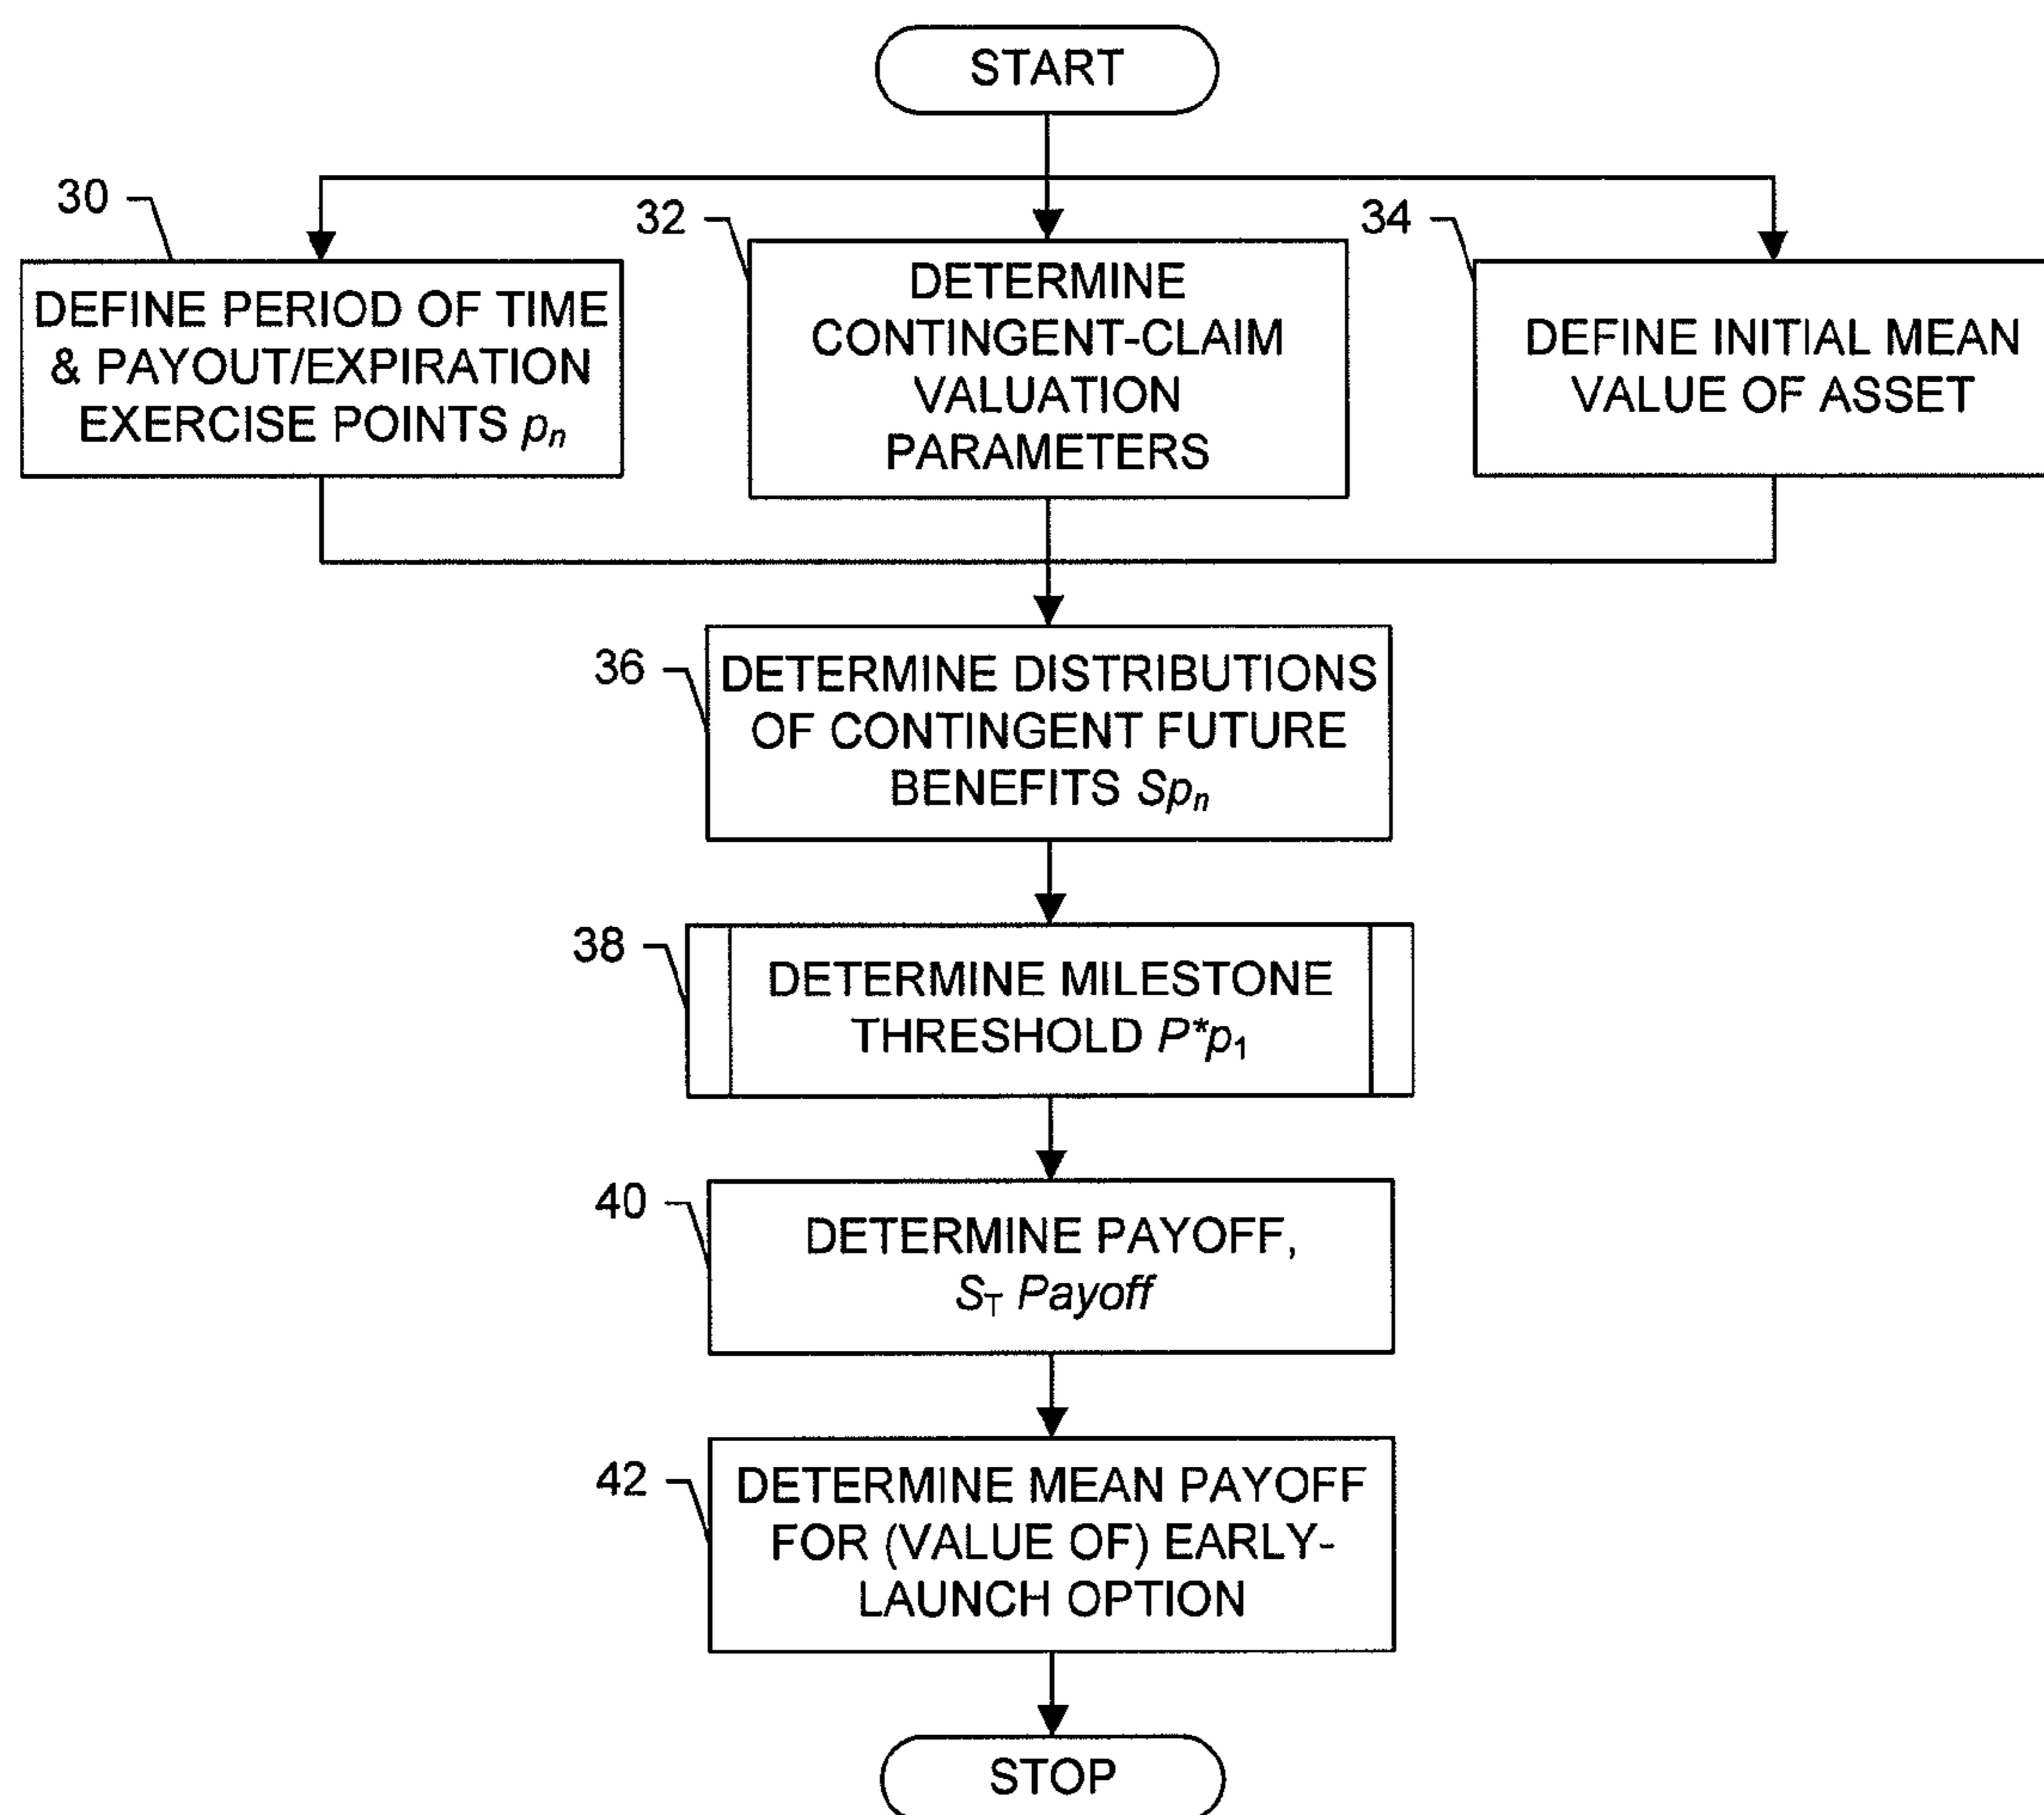 START
30
DEFINE PERIOD OF TIME
& PAYOUT/EXPIRATION
EXERCISE POINTS pn
32
DETERMINE
CONTINGENT-CLAIM
VALUATION
PARAMETERS
34
DEFINE INITIAL MEAN
VALUE OF ASSET
36
DETERMINE DISTRIBUTIONS
OF CONTINGENT FUTURE
BENEFITS Spn
38
DETERMINE MILESTONE
THRESHOLD P*p1
40
DETERMINE PAYOFF,
ST Payoff
42
DETERMINE MEAN PAYOFF
FOR (VALUE OF) EARLY-
LAUNCH OPTION
STOP